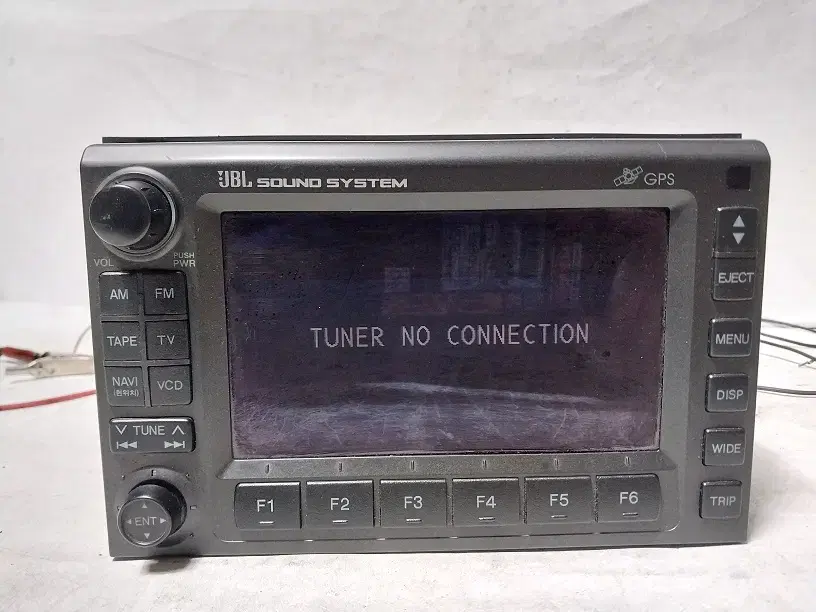 JBL SOUND SYSTEM
GPS
VOL
PUSH
PWR
AM
FM
TAPE
TV
NAVI
(현위치)
VCD
TUNE
ENT
TUNER NO CONNECTION
F1
F2
F3
F4
F5
F6
EJECT
MENU
DISP
WIDE
TRIP